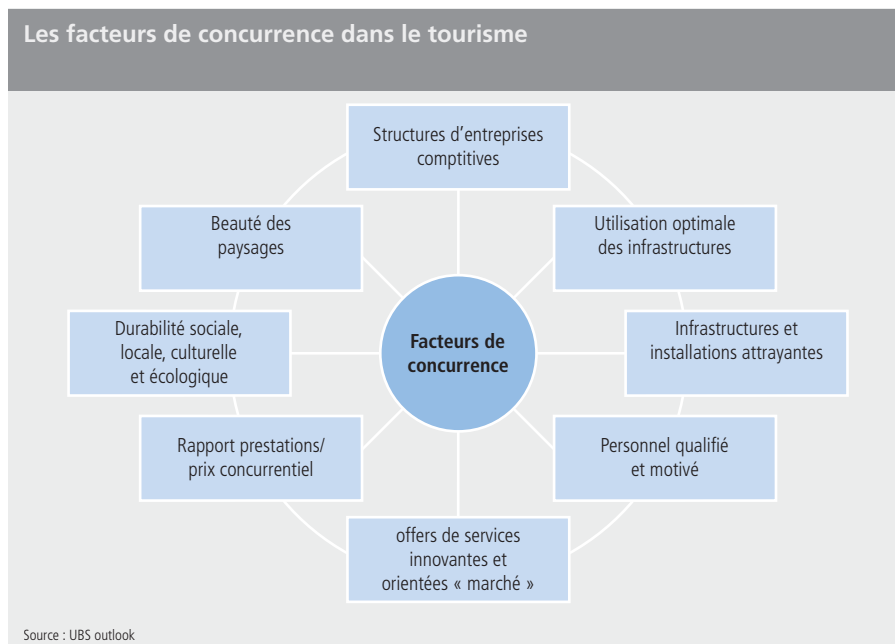 Les facteurs de concurrence dans le tourisme
Structures d'entreprises
comptitives
Beauté des
paysages
Utilisation optimale
des infrastructures
Durabilité sociale,
locale, culturelle
et écologique
Facteurs de
concurrence
Infrastructures et
installations attrayantes
Rapport prestations/
prix concurrentiel
Personnel qualifié
et motivé
offers de services
innovantes et
orientées « marché »
Source : UBS outlook